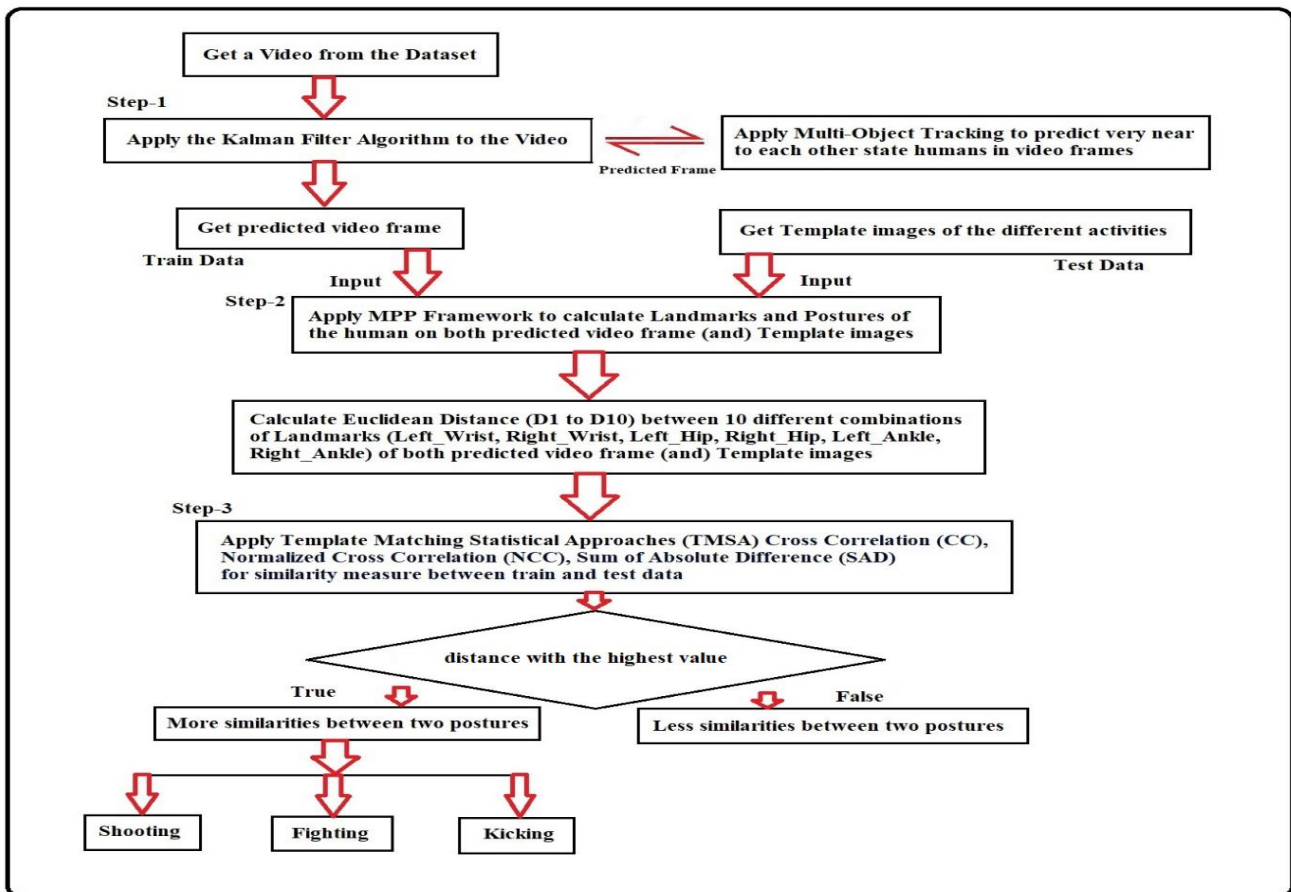 Get a Video from the Dataset
Step-1
Apply the Kalman Filter Algorithm to the Video
Predicted Frame
Apply Multi-Object Tracking to predict very near
to each other state humans in video frames
Get predicted video frame
Train Data
Get Template images of the different activities
Test Data
Input
Input
Step-2
Apply MPP Framework to calculate Landmarks and Postures of
the human on both predicted video frame (and) Template images
Calculate Euclidean Distance (D1 to D10) between 10 different combinations
of Landmarks (Left_Wrist, Right_Wrist, Left_Hip, Right_Hip, Left_Ankle,
Right_Ankle) of both predicted video frame (and) Template images
Step-3
Apply Template Matching Statistical Approaches (TMSA) Cross Correlation (CC),
Normalized Cross Correlation (NCC), Sum of Absolute Difference (SAD)
for similarity measure between train and test data
distance with the highest value
True
False
More similarities between two postures
Less similarities between two postures
Shooting
Fighting
Kicking